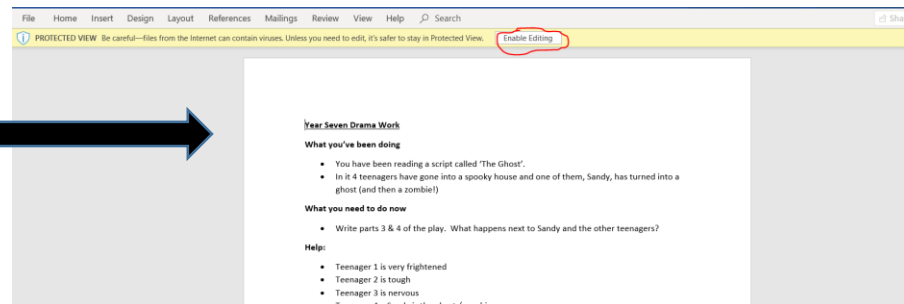 File Home Insert Design Layout References Mailings Review View Help Search Sha
PROTECTED VIEW Be careful—files from the Internet can contain viruses. Unless you need to edit, it's safer to stay in Protected View. Enable Editing
Year Seven Drama Work
What you've been doing
• You have been reading a script called 'The Ghost'.
• In it 4 teenagers have gone into a spooky house and one of them, Sandy, has turned into a
ghost (and then a zombie!)
What you need to do now
• Write parts 3 & 4 of the play. What happens next to Sandy and the other teenagers?
Help:
• Teenager 1 is very frightened
• Teenager 2 is tough
• Teenager 3 is nervous